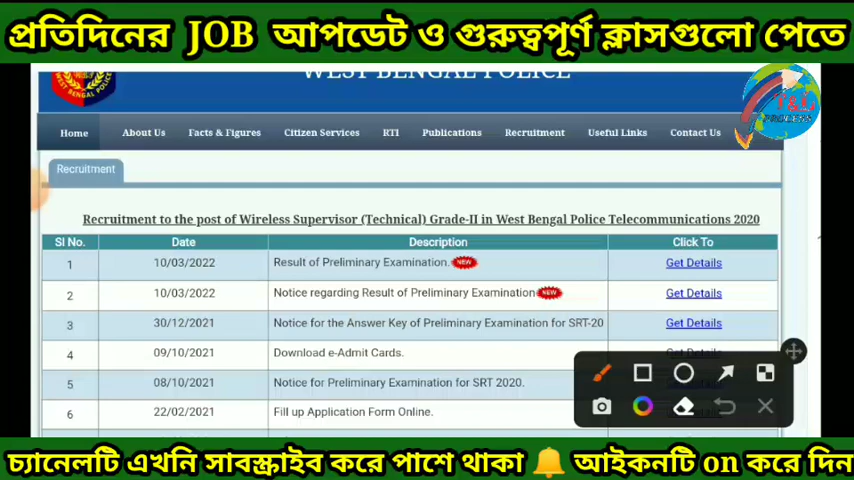 প্রতিদিনের JOB আপডেট ও গুরুত্বপূর্ণ ক্লাসগুলো পেতে
WEST BENGAL POLICE
WEST BENGAL POLICE
Home About Us Facts & Figures Citizen Services RTI Publications Recruitment Useful Links Contact Us
Recruitment
Recruitment to the post of Wireless Supervisor (Technical) Grade-II in West Bengal Police Telecommunications 2020
Sl No. Date Description Click To
1 10/03/2022 Result of Preliminary Examination. NEW Get Details
2 10/03/2022 Notice regarding Result of Preliminary Examination NEW Get Details
3 30/12/2021 Notice for the Answer Key of Preliminary Examination for SRT-20 Get Details
4 09/10/2021 Download e-Admit Cards.
5 08/10/2021 Notice for Preliminary Examination for SRT 2020.
6 22/02/2021 Fill up Application Form Online.
চ্যানেলটি এখনি সাবস্ক্রাইব করে পাশে থাকা আইকনটি on করে দিন